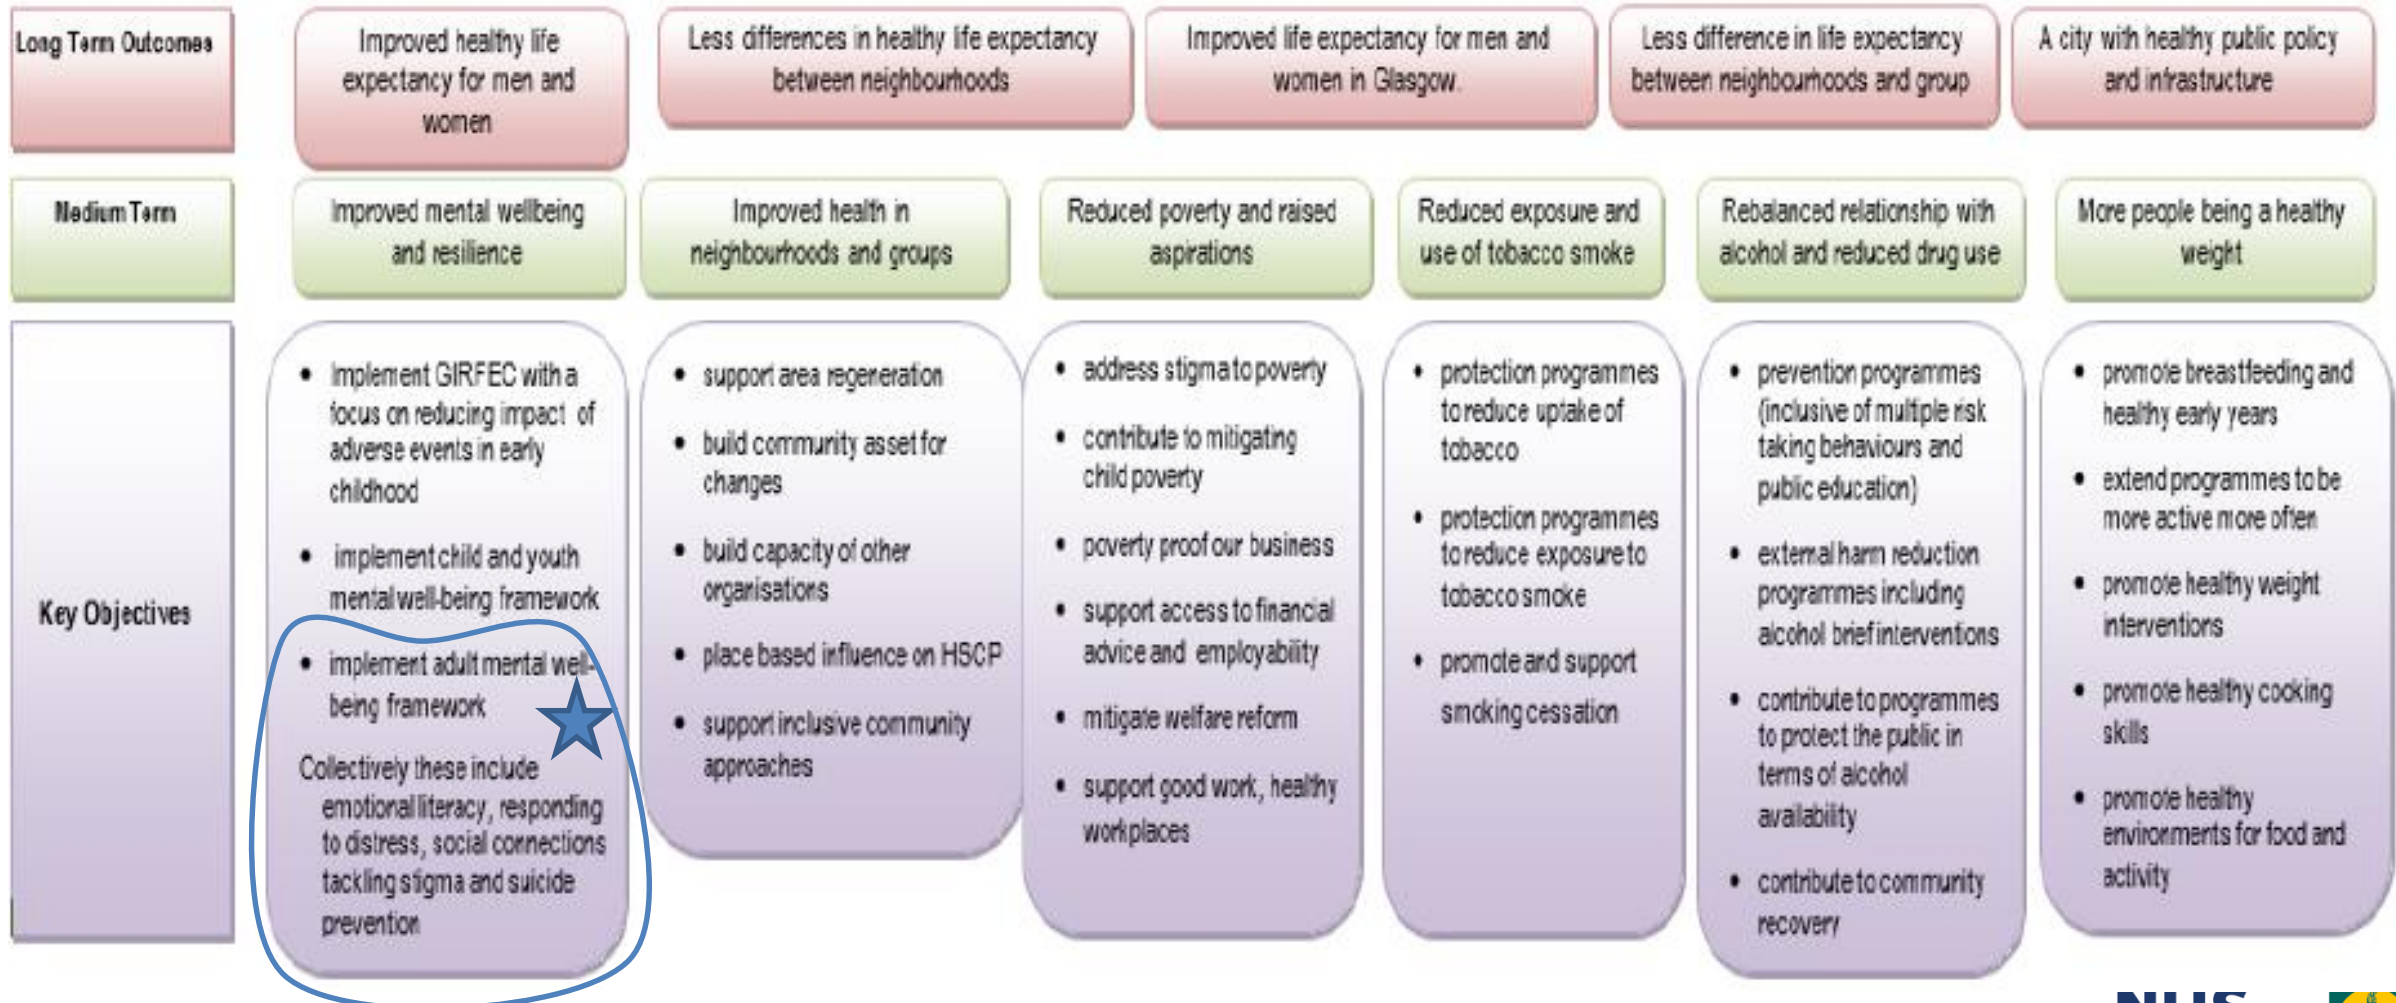 Long Term Outcomes
Improved healthy life
expectancy for men and
women
Less differences in healthy life expectancy
between neighbourhoods
Improved life expectancy for men and
women in Glasgow.
Less difference in life expectancy
between neighbourhoods and group
A city with healthy public policy
and infrastructure
Medium Term
Improved mental wellbeing
and resilience
Improved health in
neighbourhoods and groups
Reduced poverty and raised
aspirations
Reduced exposure and
use of tobacco smoke
Rebalanced relationship with
alcohol and reduced drug use
More people being a healthy
weight
Key Objectives
• Implement GIRFEC with a
focus on reducing impact of
adverse events in early
childhood
• implement child and youth
mental well-being framework
• implement adult mental well-
being framework
Collectively these include
emotional literacy, responding
to distress, social connections
tackling stigma and suicide
prevention
• support area regeneration
• build community asset for
changes
• build capacity of other
organisations
• place based influence on HSCP
• support inclusive community
approaches
• address stigma to poverty
• contribute to mitigating
child poverty
• poverty proof our business
• support access to financial
advice and employability
• mitigate welfare reform
• support good work, healthy
workplaces
• protection programmes
to reduce uptake of
tobacco
• protection programmes
to reduce exposure to
tobacco smoke
• promote and support
smoking cessation
• prevention programmes
(inclusive of multiple risk
taking behaviours and
public education)
• external harm reduction
programmes including
alcohol brief interventions
• contribute to programmes
to protect the public in
terms of alcohol
availability
• contribute to community
recovery
• promote breastfeeding and
healthy early years
• extend programmes to be
more active more often
• promote healthy weight
interventions
• promote healthy cooking
skills
• promote healthy
environments for food and
activity
NHS